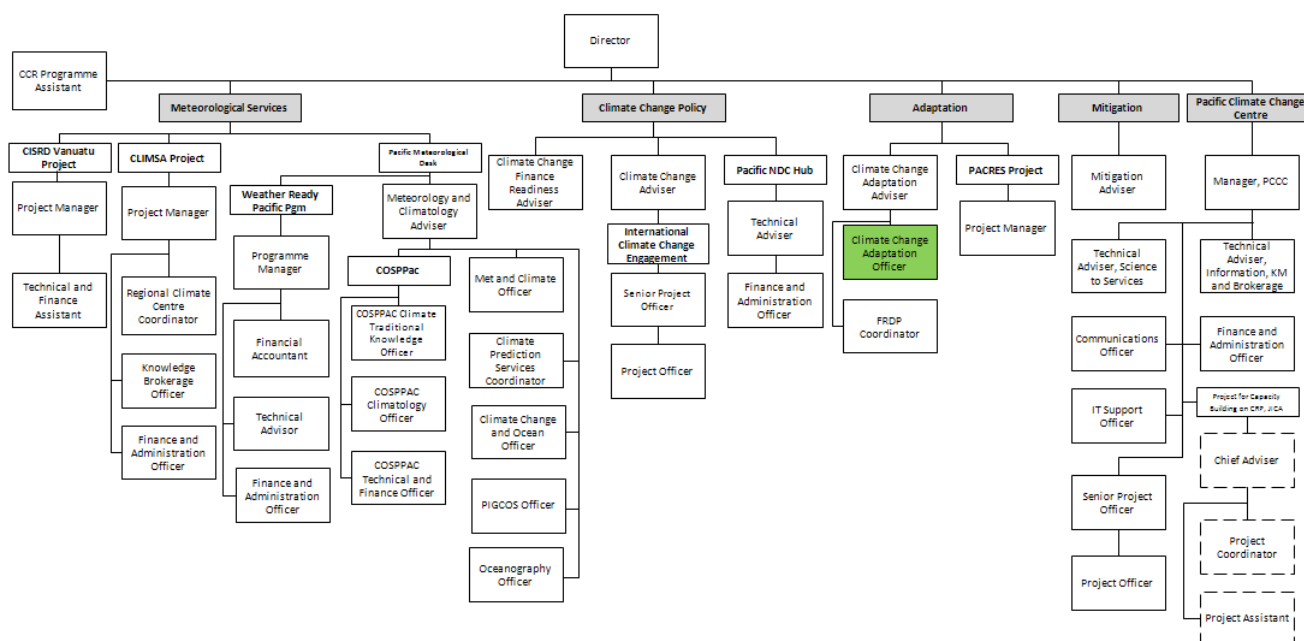 Director
CCR Programme
Assistant
Meteorological Services
Climate Change Policy
Adaptation
Mitigation
Pacific Climate Change
Centre
CISRD Vanuatu
Project
CLIMSA Project
Pacific Meteorological
Desk
Climate Change
Finance
Readiness
Adviser
Climate Change
Adviser
Pacific NDC Hub
Climate Change
Adaptation
Adviser
PACRES Project
Mitigation
Adviser
Manager, PCCC
Project Manager
Project Manager
Weather Ready
Pacific Pgm
Meteorology and
Climatology
Adviser
International
Climate Change
Engagement
Technical
Adviser
Climate Change
Adaptation
Officer
Project Manager
Technical
Adviser, Science
to Services
Technical
Adviser,
Information, KM
and Brokerage
Technical and
Finance
Assistant
Regional Climate
Centre
Coordinator
Programme
Manager
COSPPac
Met and Climate
Officer
Senior Project
Officer
Finance and
Administration
Officer
FRDP
Coordinator
Communications
Officer
Finance and
Administration
Officer
Knowledge
Brokerage
Officer
Financial
Accountant
COSPPAC Climate
Traditional
Knowledge
Officer
Climate
Prediction
Services
Coordinator
Project Officer
IT Support
Officer
Project for Capacity
Building on CRP, JICA
Finance and
Administration
Officer
Technical
Advisor
COSPPAC
Climatology
Officer
Climate Change
and Ocean
Officer
Chief Adviser
Finance and
Administration
Officer
COSPPAC
Technical and
Finance Officer
PIGCOS Officer
Senior Project
Officer
Project
Coordinator
Oceanography
Officer
Project Officer
Project Assistant